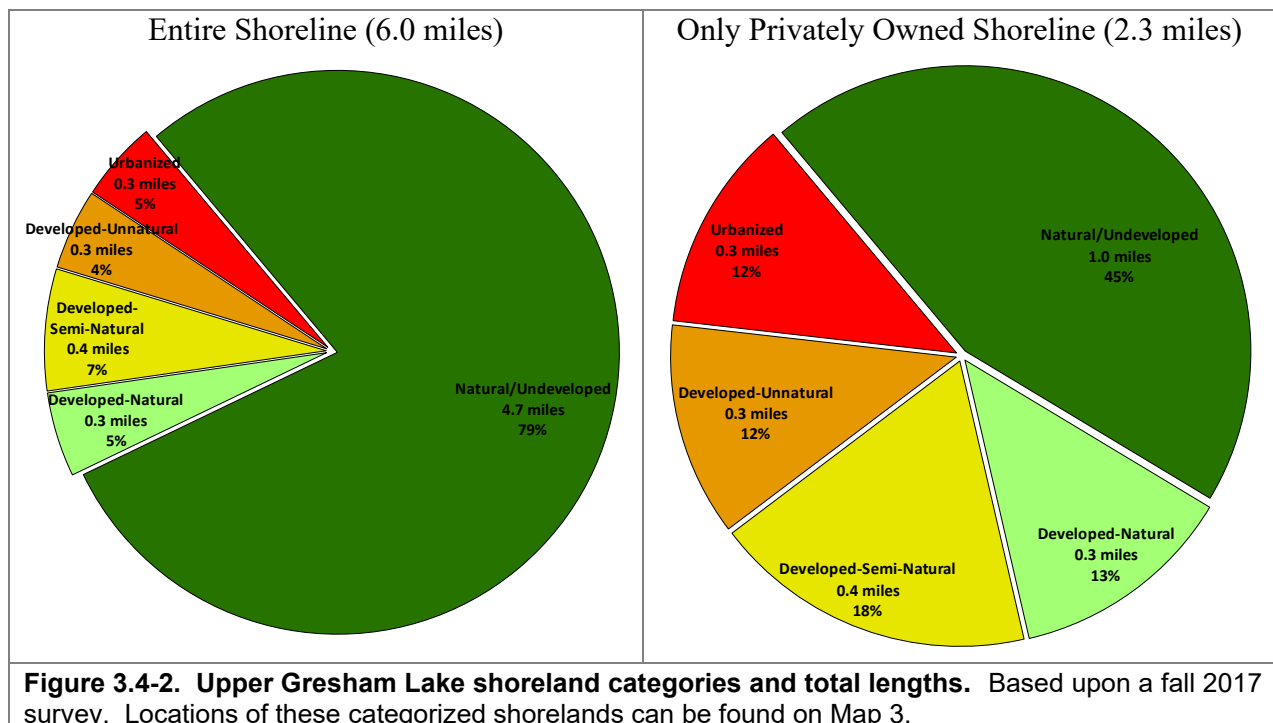 Entire Shoreline (6.0 miles)
Urbanized
0.3 miles
5%
Developed-Unnatural
0.3 miles
4%
Developed-
Semi-Natural
0.4 miles
7%
Developed-Natural
0.3 miles
5%
Natural/Undeveloped
4.7 miles
79%
Only Privately Owned Shoreline (2.3 miles)
Urbanized
0.3 miles
12%
Natural/Undeveloped
1.0 miles
45%
Developed-Unnatural
0.3 miles
12%
Developed-Semi-Natural
0.4 miles
18%
Developed-Natural
0.3 miles
13%
Figure 3.4-2. Upper Gresham Lake shoreland categories and total lengths. Based upon a fall 2017
survey. Locations of these categorized shorelands can be found on Map 3.